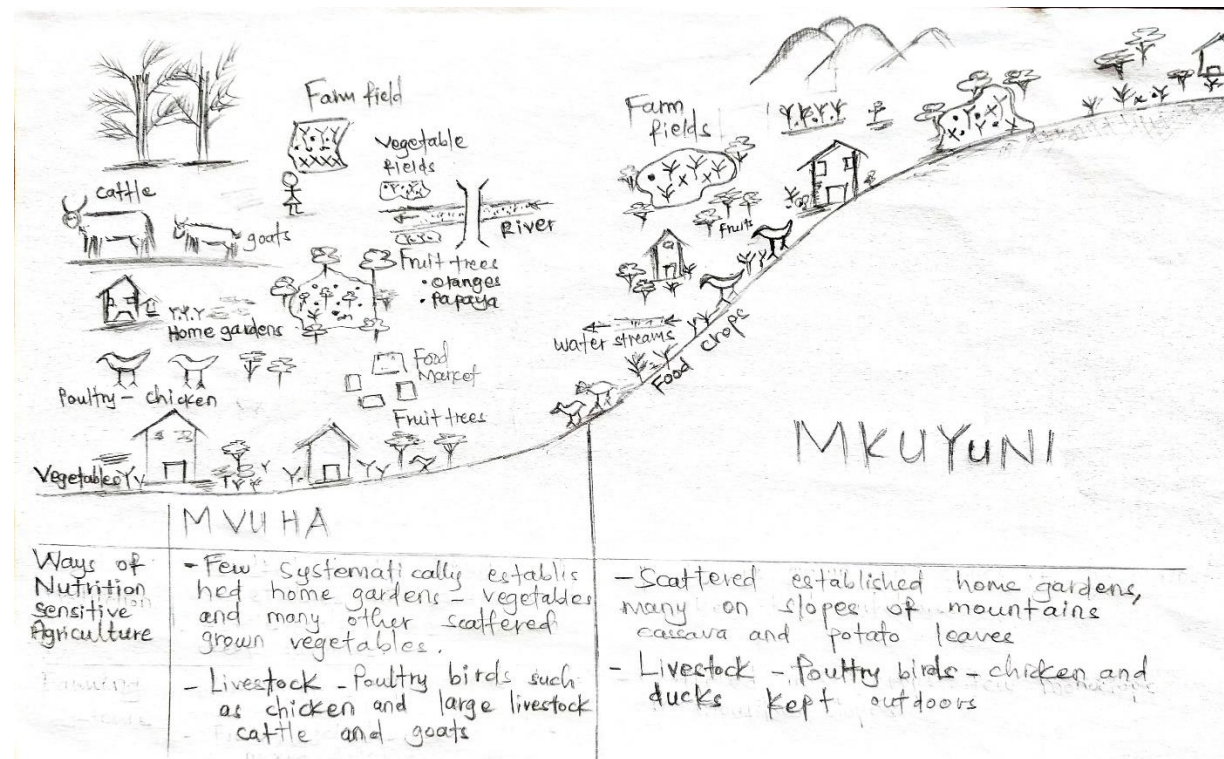 Farm field
Vegetable
fields
cattle
goats
River
Fruit trees
• Oranges
• Papaya
Home gardens
Poultry - chicken
Food
Market
Fruit trees
Vegetables
Farm
fields
fruits
Water streams
Food crops
MKUYUNI
MVUHA
Ways of
Nutrition
sensitive
Agriculture
- Few systematically establis
hed home gardens - vegetables
and many other scattered
grown vegetables.
- Livestock - Poultry birds such
as chicken and large livestock
cattle and goats
- Scattered established home gardens,
many on slopes of mountains
cassava and potato leaves
- Livestock - Poultry birds - chicken and
ducks kept outdoors